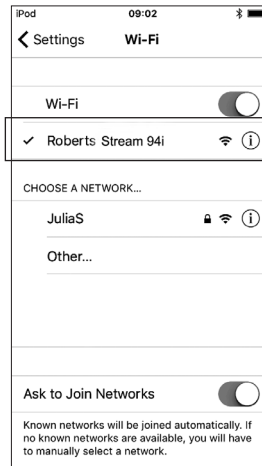 iPod 09:02
Settings Wi-Fi
Wi-Fi
Roberts Stream 94i
CHOOSE A NETWORK...
JuliaS
Other...
Ask to Join Networks
Known networks will be joined automatically. If
no known networks are available, you will have
to manually select a network.